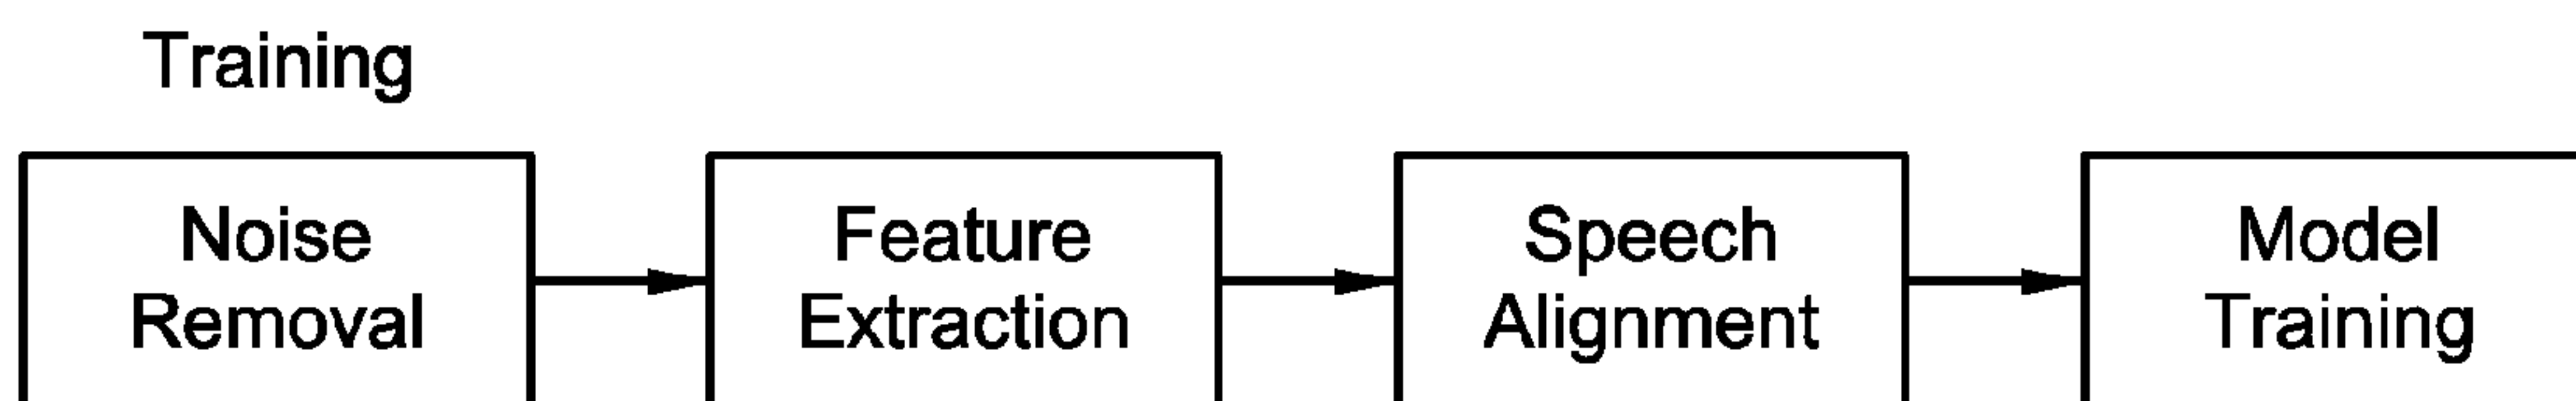 Training
Noise
Removal
Feature
Extraction
Speech
Alignment
Model
Training